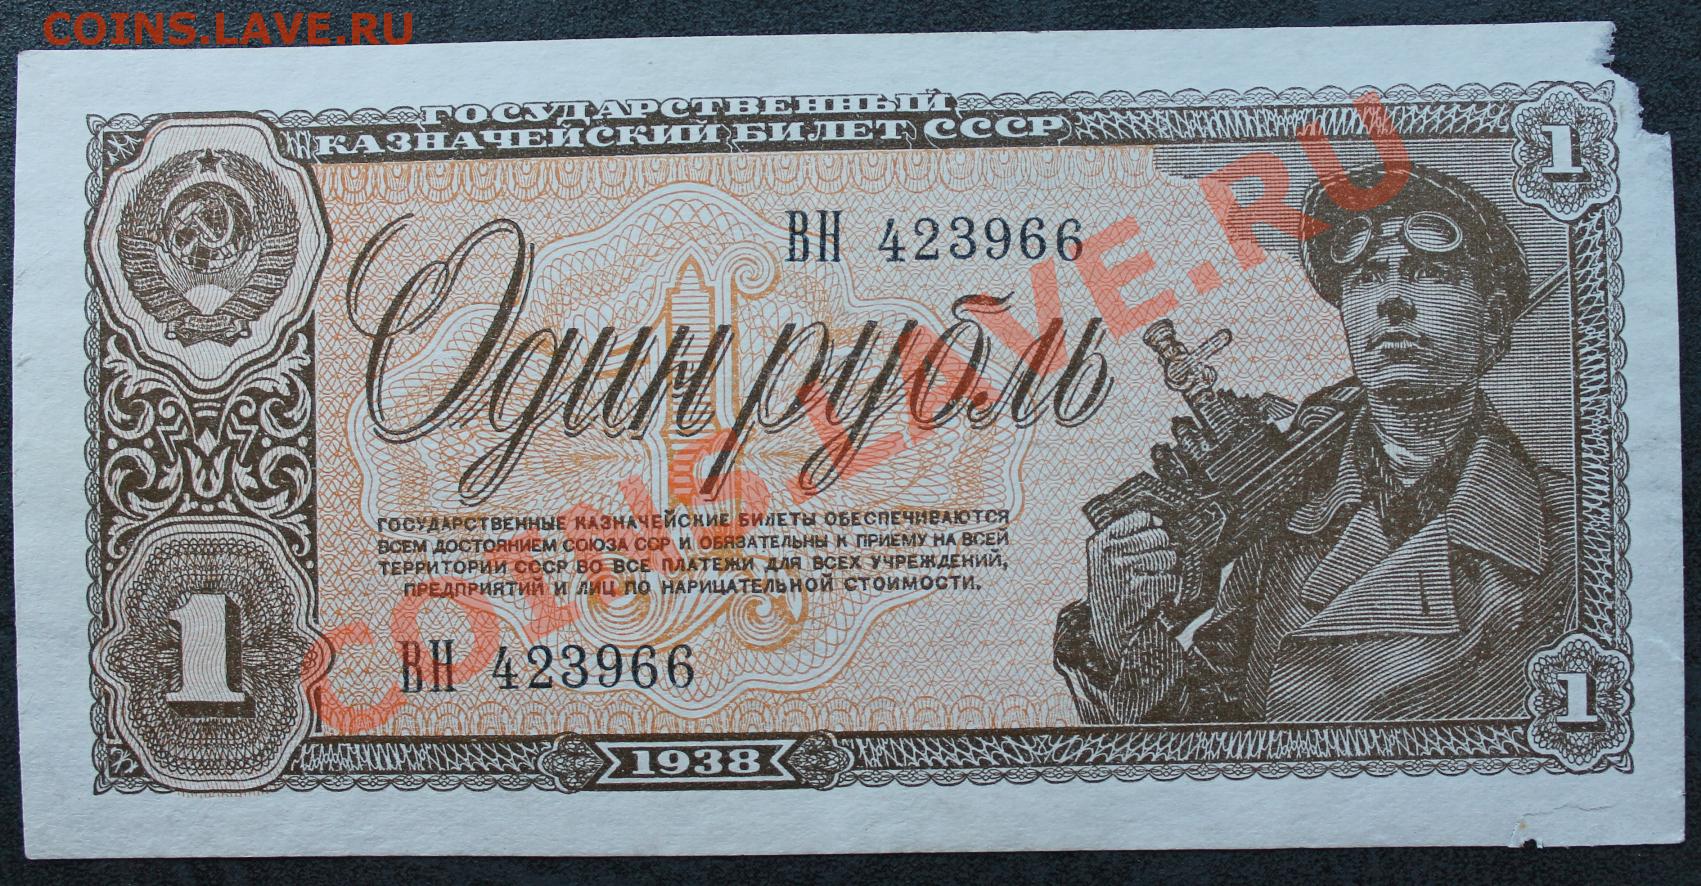 COINS.LAVE.RU
ГОСУДАРСТВЕННЫЙ
КАЗНАЧЕЙСКИЙ БИЛЕТ СССР
1
ВН 423966
Один рубль
1
COINS.LAVE.RU
ГОСУДАРСТВЕННЫЕ КАЗНАЧЕЙСКИЕ БИЛЕТЫ ОБЕСПЕЧИВАЮТСЯ
ВСЕМ ДОСТОЯНИЕМ СОЮЗА ССР И ОБЯЗАТЕЛЬНЫ К ПРИЕМУ НА ВСЕЙ
ТЕРРИТОРИИ СССР ВО ВСЕ ПЛАТЕЖИ ДЛЯ ВСЕХ УЧРЕЖДЕНИЙ,
ПРЕДПРИЯТИЙ И ЛИЦ ПО НАРИЦАТЕЛЬНОЙ СТОИМОСТИ.
1
ВН 423966
1
1938